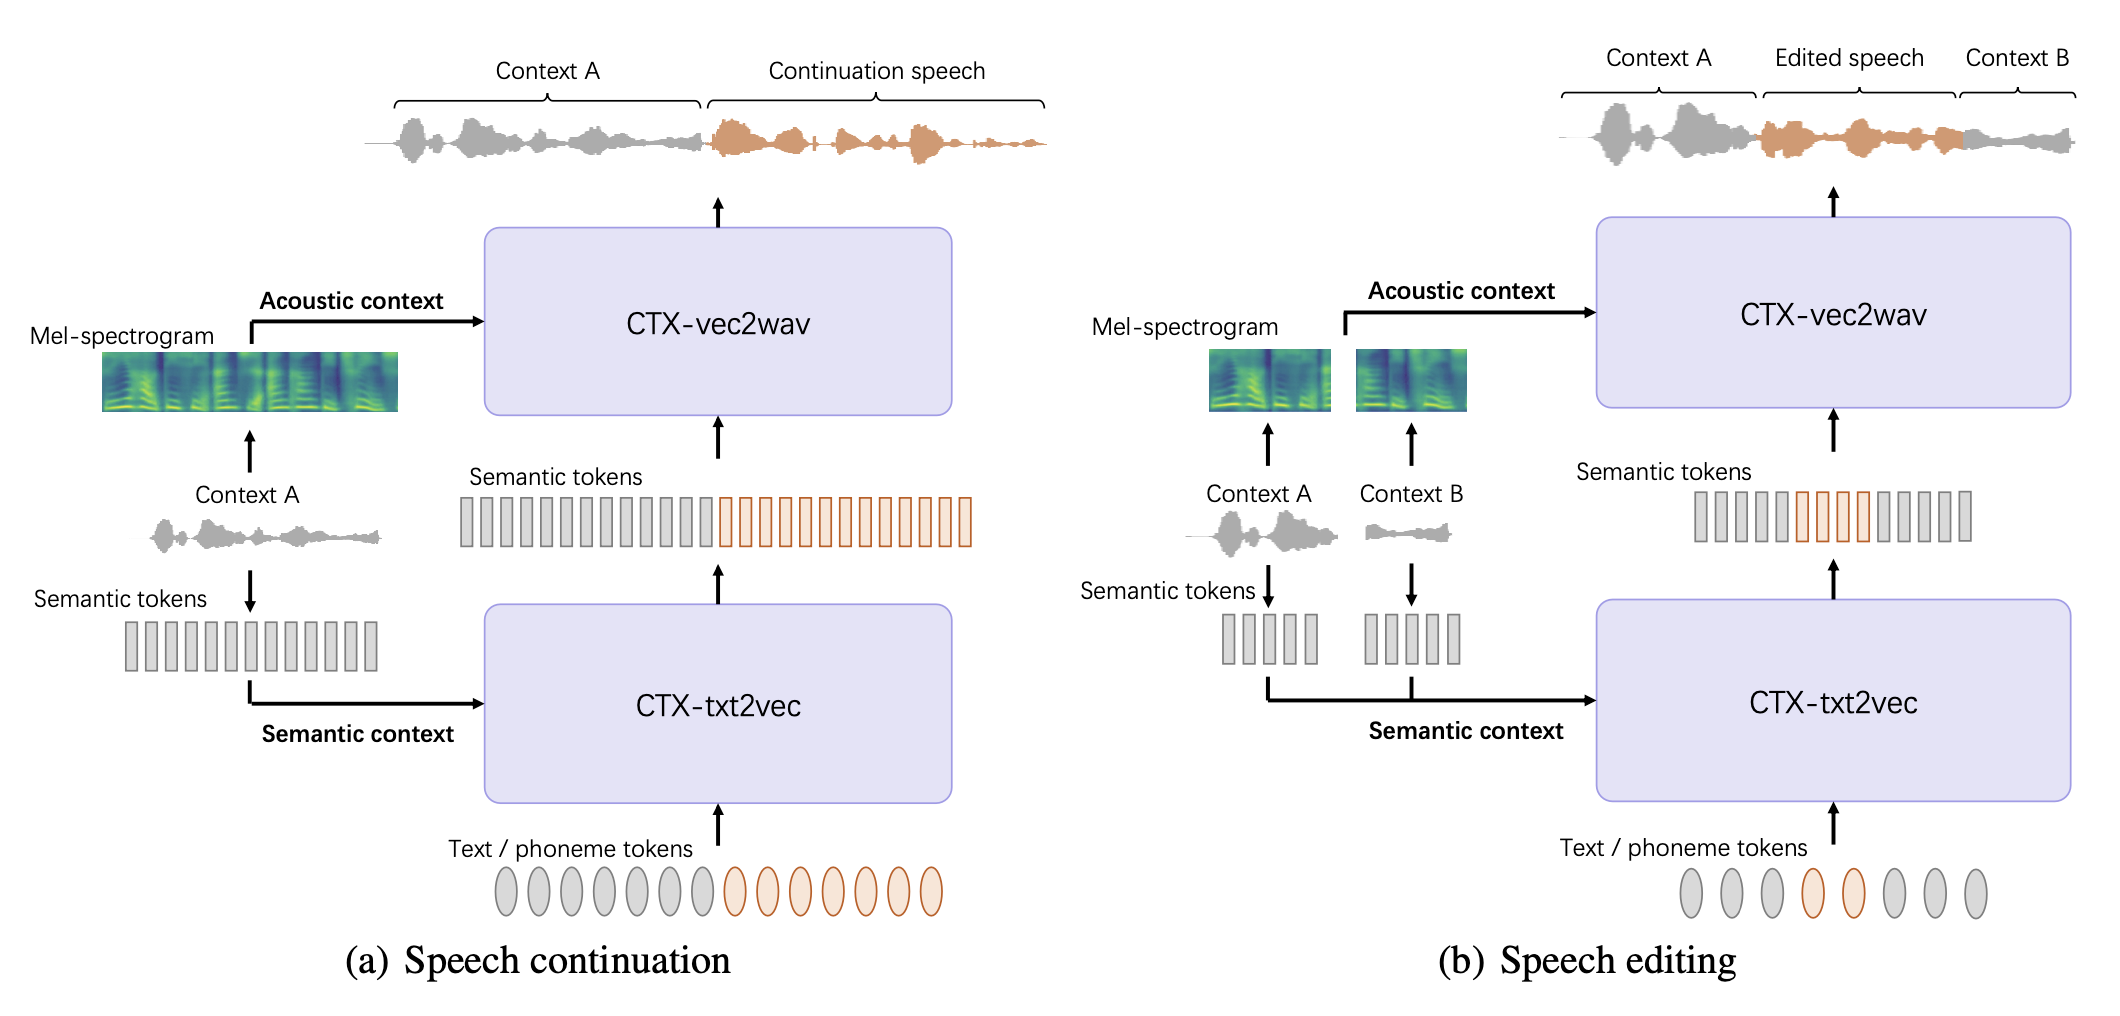 Context A
Continuation speech
CTX-vec2wav
Acoustic context
Mel-spectrogram
Context A
Semantic tokens
Semantic tokens
CTX-txt2vec
Semantic context
Text / phoneme tokens
(a) Speech continuation
Context A
Edited speech
Context B
CTX-vec2wav
Acoustic context
Mel-spectrogram
Context A
Context B
Semantic tokens
Semantic tokens
CTX-txt2vec
Semantic context
Text / phoneme tokens
(b) Speech editing